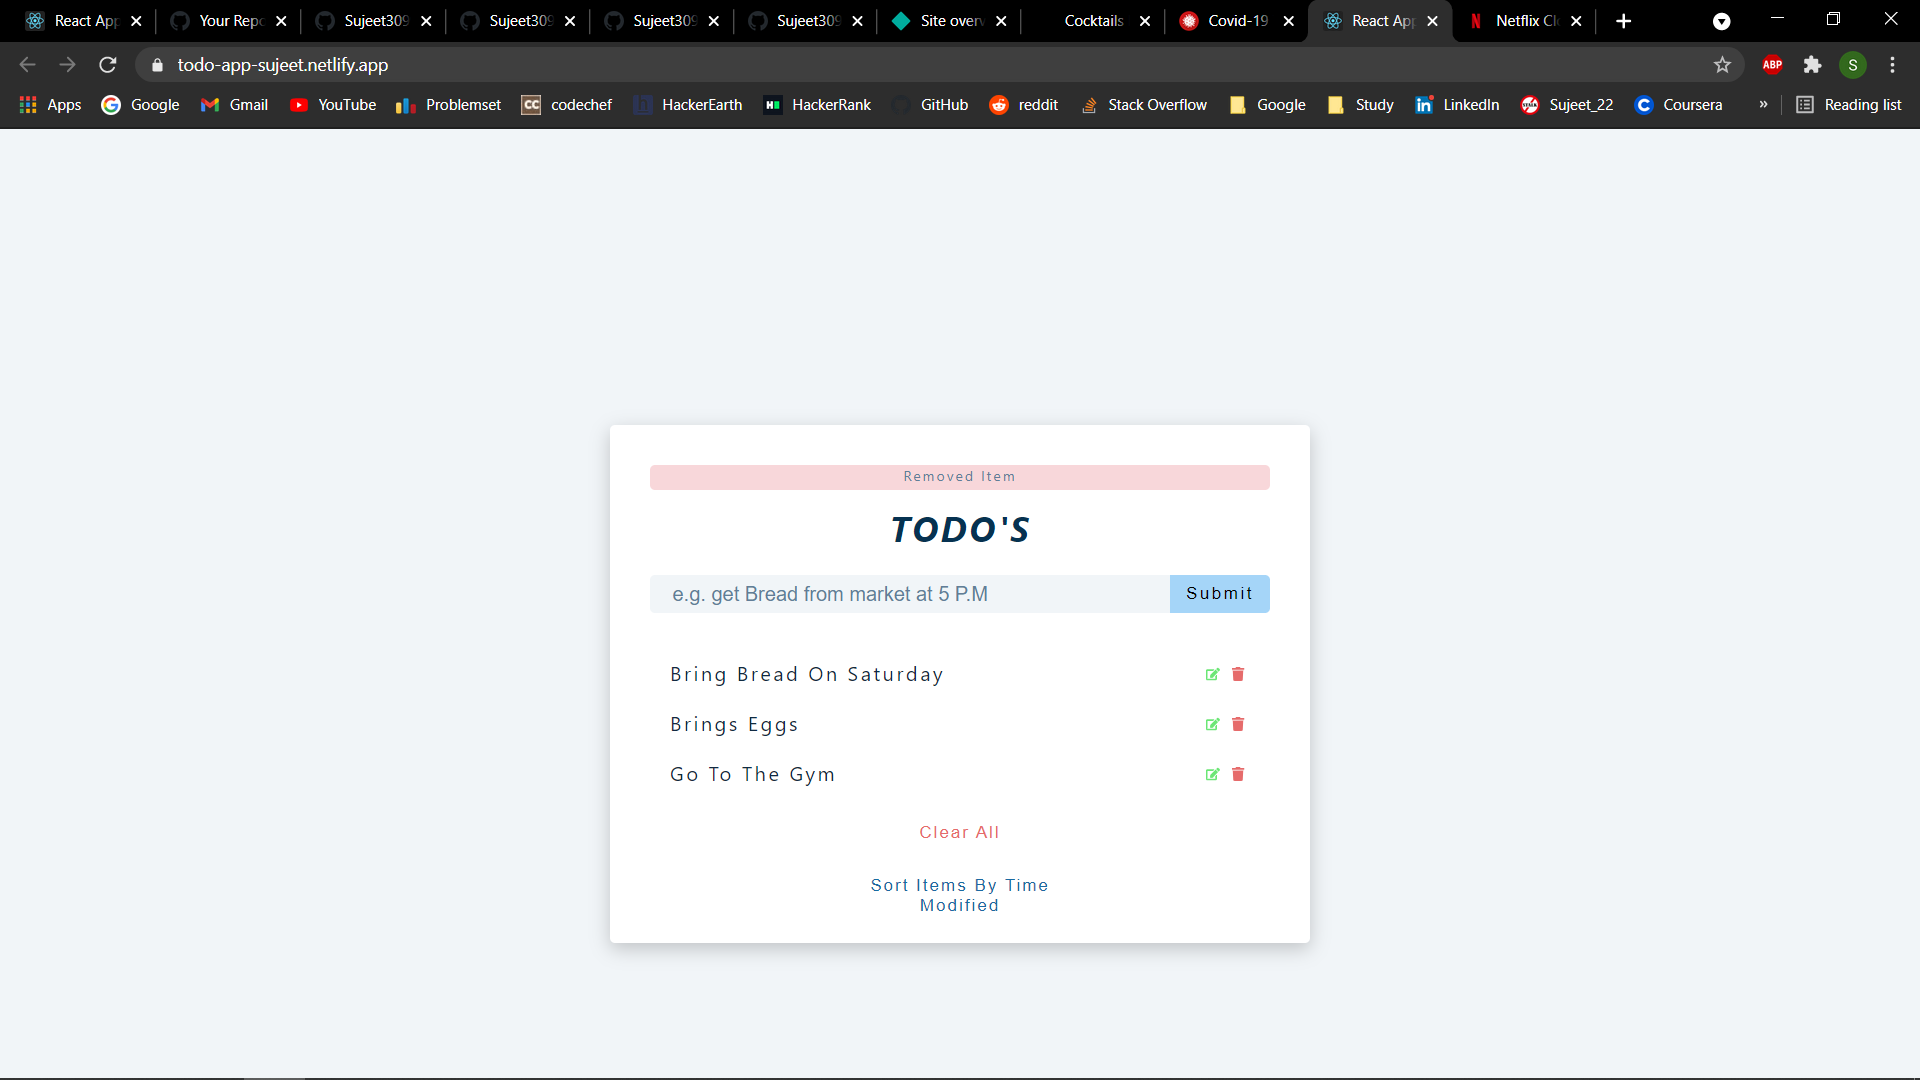 React App
Your Repo
Sujeet309
Sujeet309
Sujeet309
Sujeet309
Site overv
Cocktails
Covid-19
React App
Netflix Cl
todo-app-sujeet.netlify.app
ABP
S
Apps
Google
Gmail
YouTube
Problemset
CC
codechef
h
HackerEarth
HackerRank
GitHub
reddit
Stack Overflow
Google
Study
in
LinkedIn
Sujeet_22
C
Coursera
»
Reading list
Removed Item
TODO'S
e.g. get Bread from market at 5 P.M
Submit
Bring Bread On Saturday
Brings Eggs
Go To The Gym
Clear All
Sort Items By Time
Modified